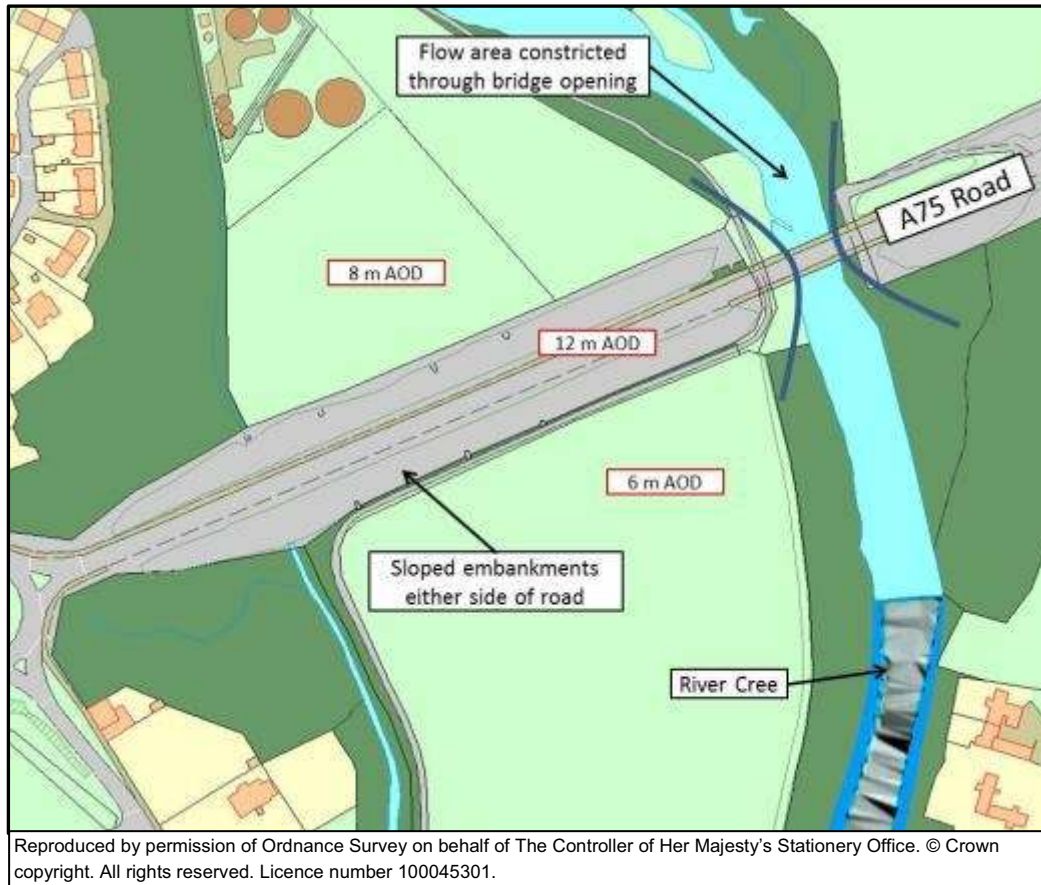 Flow area constricted
through bridge opening
A75 Road
8 m AOD
12 m AOD
6 m AOD
Sloped embankments
either side of road
River Cree
Reproduced by permission of Ordnance Survey on behalf of The Controller of Her Majesty's Stationery Office. © Crown
copyright. All rights reserved. Licence number 100045301.